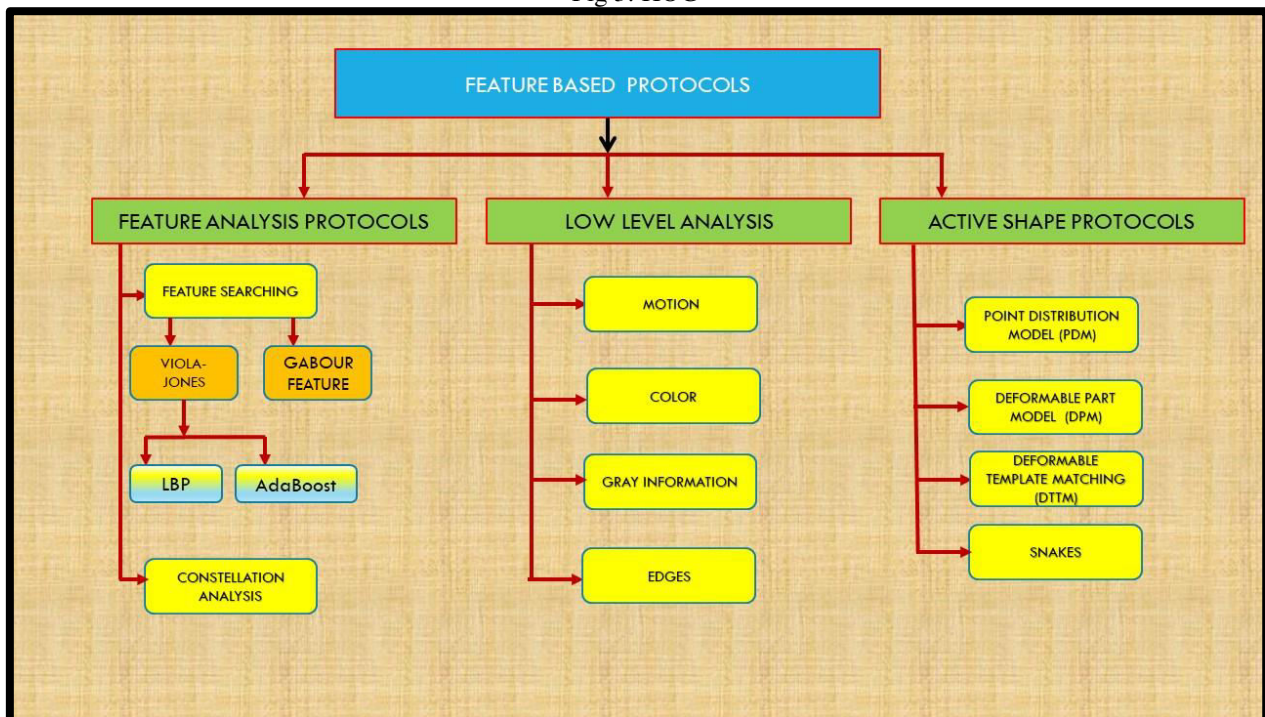 FEATURE BASED PROTOCOLS
FEATURE ANALYSIS PROTOCOLS
FEATURE SEARCHING
VIOLA-
JONES
GABOUR
FEATURE
LBP
AdaBoost
CONSTELLATION
ANALYSIS
LOW LEVEL ANALYSIS
MOTION
COLOR
GRAY INFORMATION
EDGES
ACTIVE SHAPE PROTOCOLS
POINT DISTRIBUTION
MODEL (PDM)
DEFORMABLE PART
MODEL (DPM)
DEFORMABLE
TEMPLATE MATCHING
(DTTM)
SNAKES